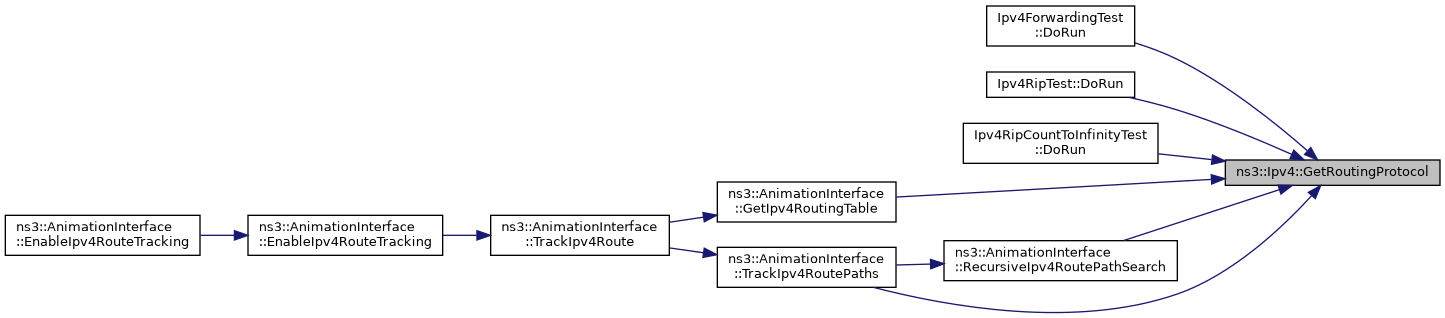 Ipv4ForwardingTest
::DoRun
Ipv4RipTest::DoRun
Ipv4RipCountToInfinityTest
::DoRun
ns3::Ipv4::GetRoutingProtocol
ns3::AnimationInterface
::GetIpv4RoutingTable
ns3::AnimationInterface
::EnableIpv4RouteTracking
ns3::AnimationInterface
::EnableIpv4RouteTracking
ns3::AnimationInterface
::TrackIpv4Route
ns3::AnimationInterface
::TrackIpv4RoutePaths
ns3::AnimationInterface
::RecursiveIpv4RoutePathSearch